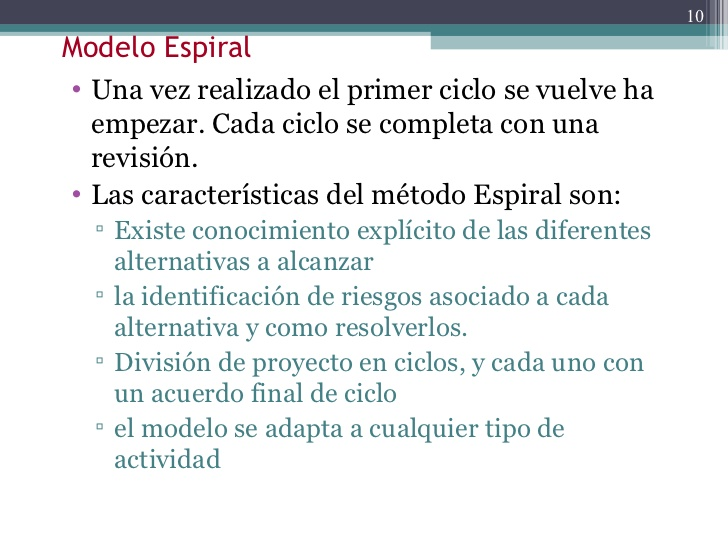 10
Modelo Espiral
• Una vez realizado el primer ciclo se vuelve ha
empezar. Cada ciclo se completa con una
revisión.
• Las características del método Espiral son:
▫ Existe conocimiento explícito de las diferentes
alternativas a alcanzar
▫ la identificación de riesgos asociado a cada
alternativa y como resolverlos.
▫ División de proyecto en ciclos, y cada uno con
un acuerdo final de ciclo
▫ el modelo se adapta a cualquier tipo de
actividad